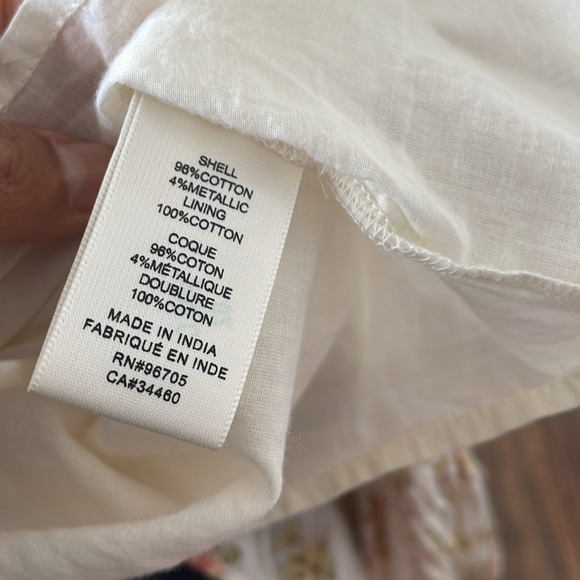 SHELL
96%COTTON
4%METALLIC
LINING
100%COTTON
COQUE
96%COTON
4%MÉTALLIQUE
DOUBLURE
100%COTON
MADE IN INDIA
FABRIQUÉ EN INDE
RN#96705
CA#34460